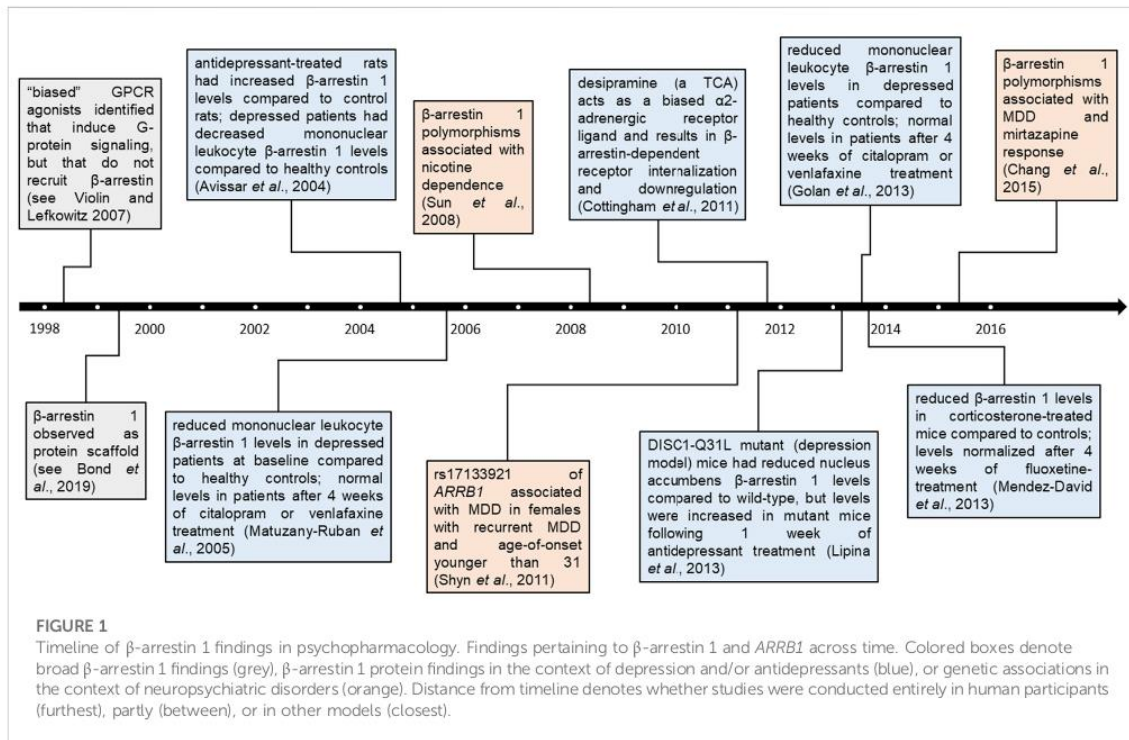 “biased” GPCR
agonists identified
that induce G-
protein signaling,
but that do not
recruit β-arrestin
(see Violin and
Lefkowitz 2007)
antidepressant-treated rats
had increased β-arrestin 1
levels compared to control
rats; depressed patients had
decreased mononuclear
leukocyte β-arrestin 1 levels
compared to healthy controls
(Avissar et al., 2004)
β-arrestin 1
polymorphisms
associated with
nicotine
dependence
(Sun et al.,
2008)
desipramine (a TCA)
acts as a biased α2-
adrenergic receptor
ligand and results in β-
arrestin-dependent
receptor internalization
and downregulation
(Cottingham et al., 2011)
reduced mononuclear
leukocyte β-arrestin 1
levels in depressed
patients compared to
healthy controls; normal
levels in patients after 4
weeks of citalopram or
venlafaxine treatment
(Golan et al., 2013)
β-arrestin 1
polymorphisms
associated with
MDD and
mirtazapine
response
(Chang et al.,
2015)
1998 2000 2002 2004 2006 2008 2010 2012 2014 2016
β-arrestin 1
observed as
protein scaffold
(see Bond et
al., 2019)
reduced mononuclear leukocyte
β-arrestin 1 levels in depressed
patients at baseline compared
to healthy controls; normal
levels in patients after 4 weeks
of citalopram or venlafaxine
treatment (Matuzany-Ruban et
al., 2005)
rs17133921 of
ARRB1 associated
with MDD in females
with recurrent MDD
and age-of-onset
younger than 31
(Shyn et al., 2011)
DISC1-Q31L mutant (depression
model) mice had reduced nucleus
accumbens β-arrestin 1 levels
compared to wild-type, but levels
were increased in mutant mice
following 1 week of
antidepressant treatment (Lipina
et al., 2013)
reduced β-arrestin 1 levels
in corticosterone-treated
mice compared to controls;
levels normalized after 4
weeks of fluoxetine-
treatment (Mendez-David
et al., 2013)
FIGURE 1
Timeline of β-arrestin 1 findings in psychopharmacology. Findings pertaining to β-arrestin 1 and ARRB1 across time. Colored boxes denote
broad β-arrestin 1 findings (grey), β-arrestin 1 protein findings in the context of depression and/or antidepressants (blue), or genetic associations in
the context of neuropsychiatric disorders (orange). Distance from timeline denotes whether studies were conducted entirely in human participants
(furthest), partly (between), or in other models (closest).